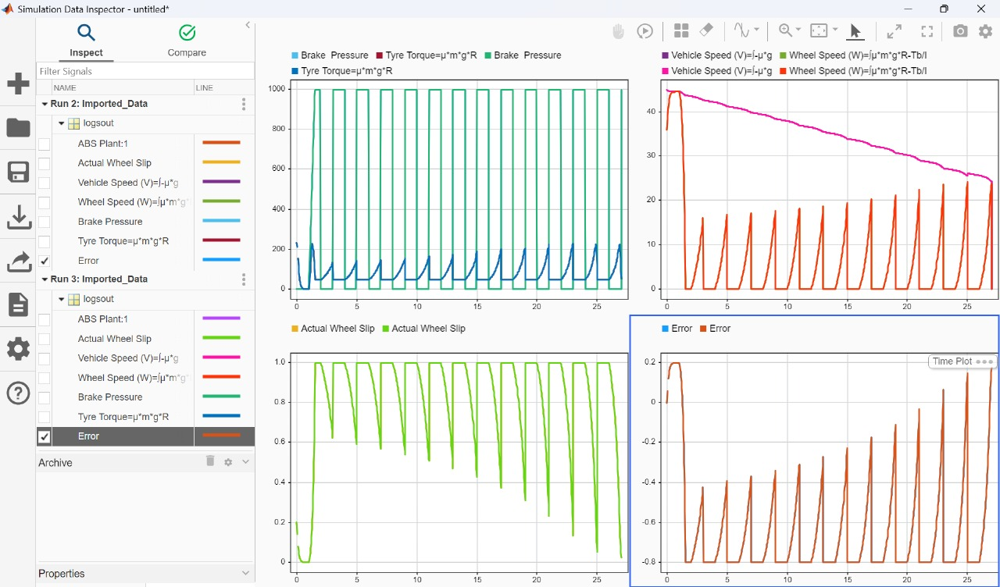 Simulation Data Inspector - untitled*
Inspect
Compare
Filter Signals
NAME LINE
Run 2: Imported_Data
logsout
ABS Plant:1
Actual Wheel Slip
Vehicle Speed (V)=∫-µ*g
Wheel Speed (W)=∫µ*m*g*
Brake Pressure
Tyre Torque=µ*m*g*R
Error
Run 3: Imported_Data
logsout
ABS Plant:1
Actual Wheel Slip
Vehicle Speed (V)=∫-µ*g
Wheel Speed (W)=∫µ*m*g*
Brake Pressure
Tyre Torque=µ*m*g*R
Error
Archive
Properties
Brake Pressure Tyre Torque=µ*m*g*R Brake Pressure
Tyre Torque=µ*m*g*R
1000
800
600
400
200
0
0 5 10 15 20 25
Vehicle Speed (V)=∫-µ*g Wheel Speed (W)=∫µ*m*g*R-Tb/I
Vehicle Speed (V)=∫-µ*g Wheel Speed (W)=∫µ*m*g*R-Tb/I
40
30
20
10
0
0 5 10 15 20 25
Actual Wheel Slip Actual Wheel Slip
1.0
0.8
0.6
0.4
0.2
0
0 5 10 15 20 25
Error Error
Time Plot
0.2
0
-0.2
-0.4
-0.6
-0.8
0 5 10 15 20 25